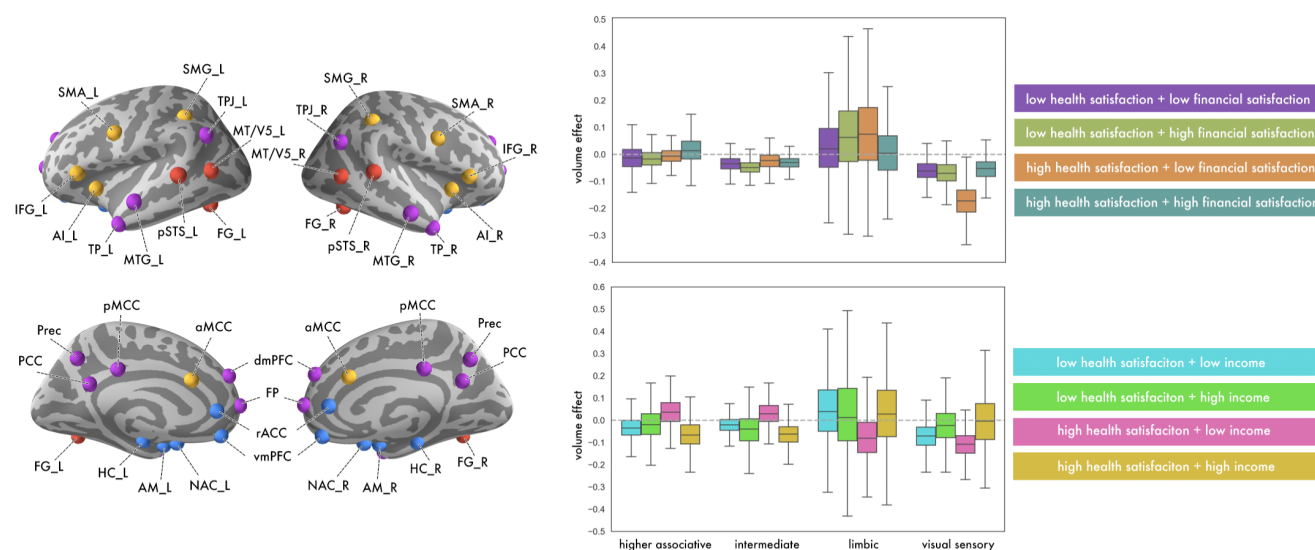 SMG_L
SMA_L
TPJ_L
MT/V5_L
MT/V5_R
IFG_L
AI_L
TP_L
MTG_L
pSTS_L
FG_L
SMG_R
TPJ_R
SMA_R
IFG_R
FG_R
pSTS_R
MTG_R
TP_R
AI_R
pMCC
Prec
aMCC
PCC
dmPFC
FP
rACC
vmPFC
FG_L
HC_L
AM_L
NAC_L
pMCC
aMCC
Prec
PCC
NAC_R
AM_R
HC_R
FG_R
volume effect
0.5
0.4
0.3
0.2
0.1
0.0
−0.1
−0.2
−0.3
−0.4
low health satisfaction + low financial satisfaction
low health satisfaction + high financial satisfaction
high health satisfaction + low financial satisfaction
high health satisfaction + high financial satisfaction
volume effect
0.6
0.5
0.4
0.3
0.2
0.1
0.0
−0.1
−0.2
−0.3
−0.4
−0.5
higher associative
intermediate
limbic
visual sensory
low health satisfaciton + low income
low health satisfaciton + high income
high health satisfaciton + low income
high health satisfaciton + high income